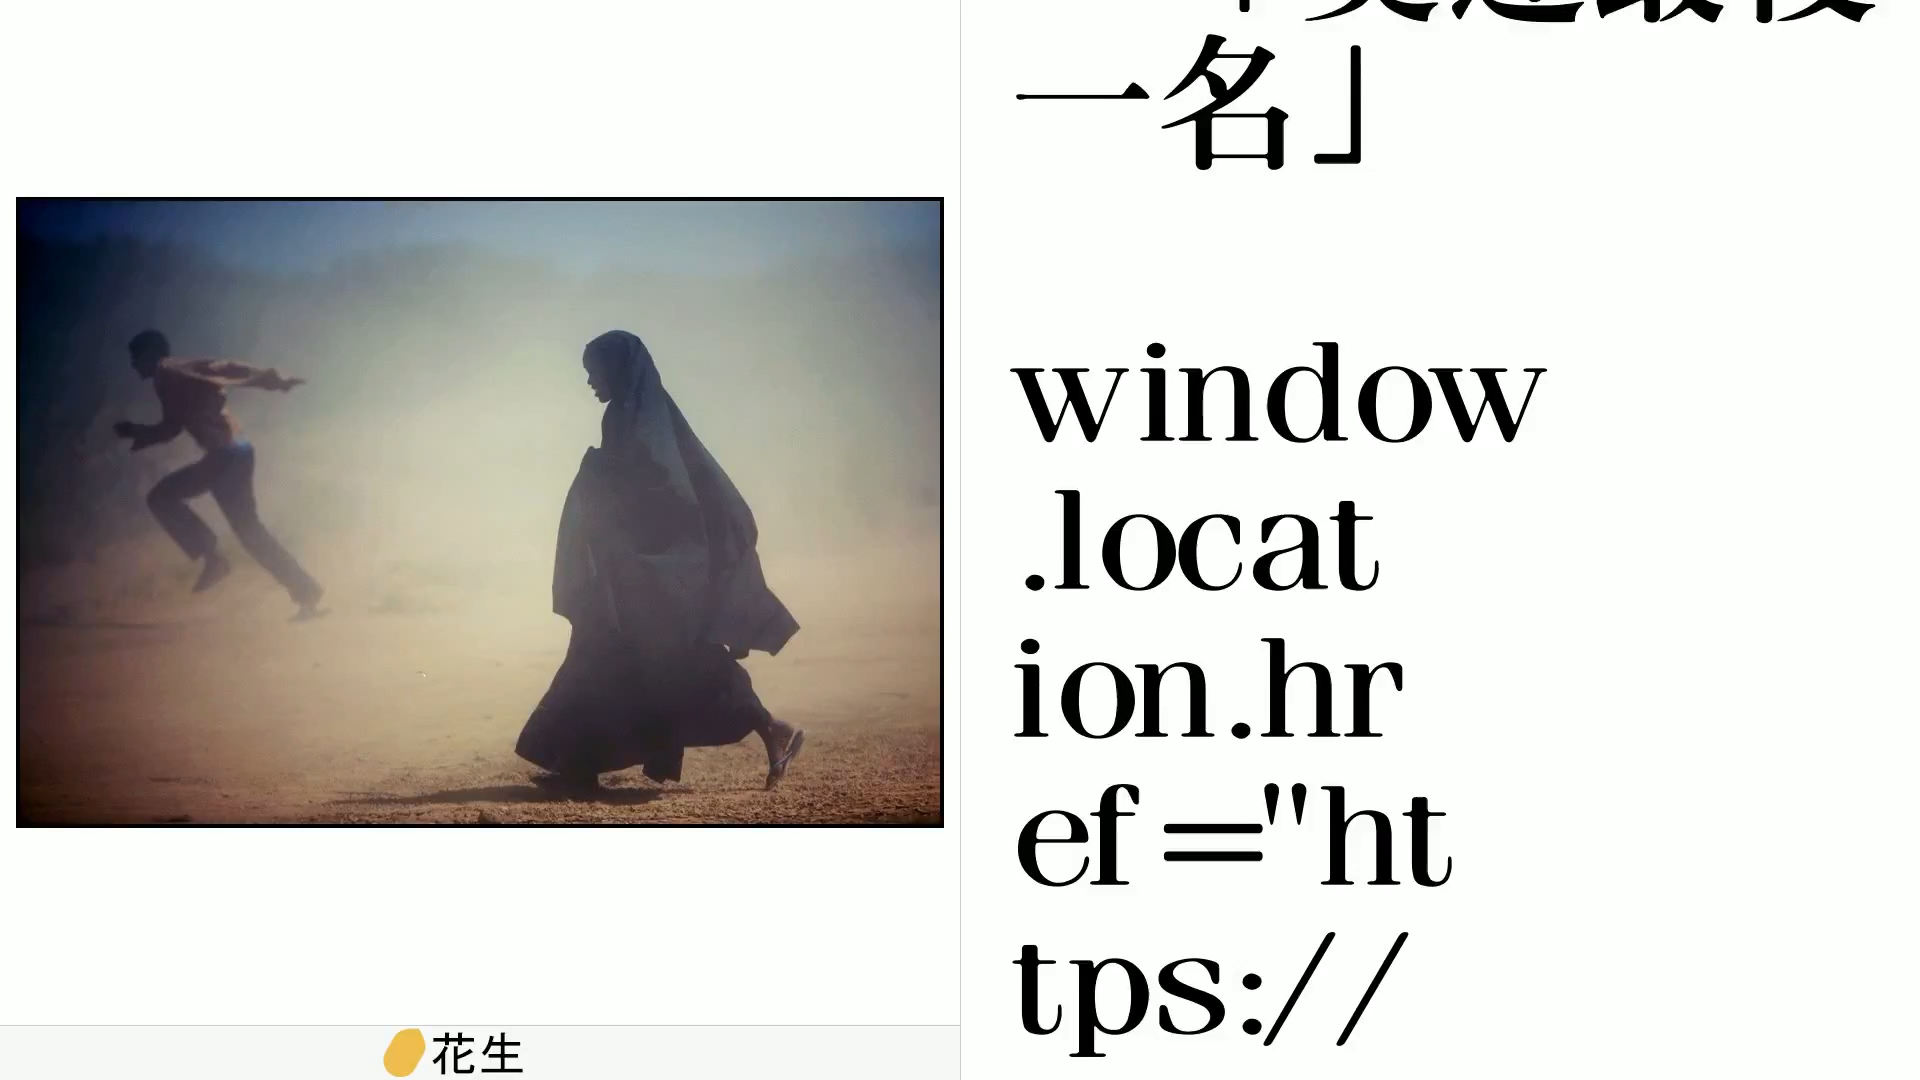 一名」
window
.locat
ion.hr
ef="ht
tps://
花生